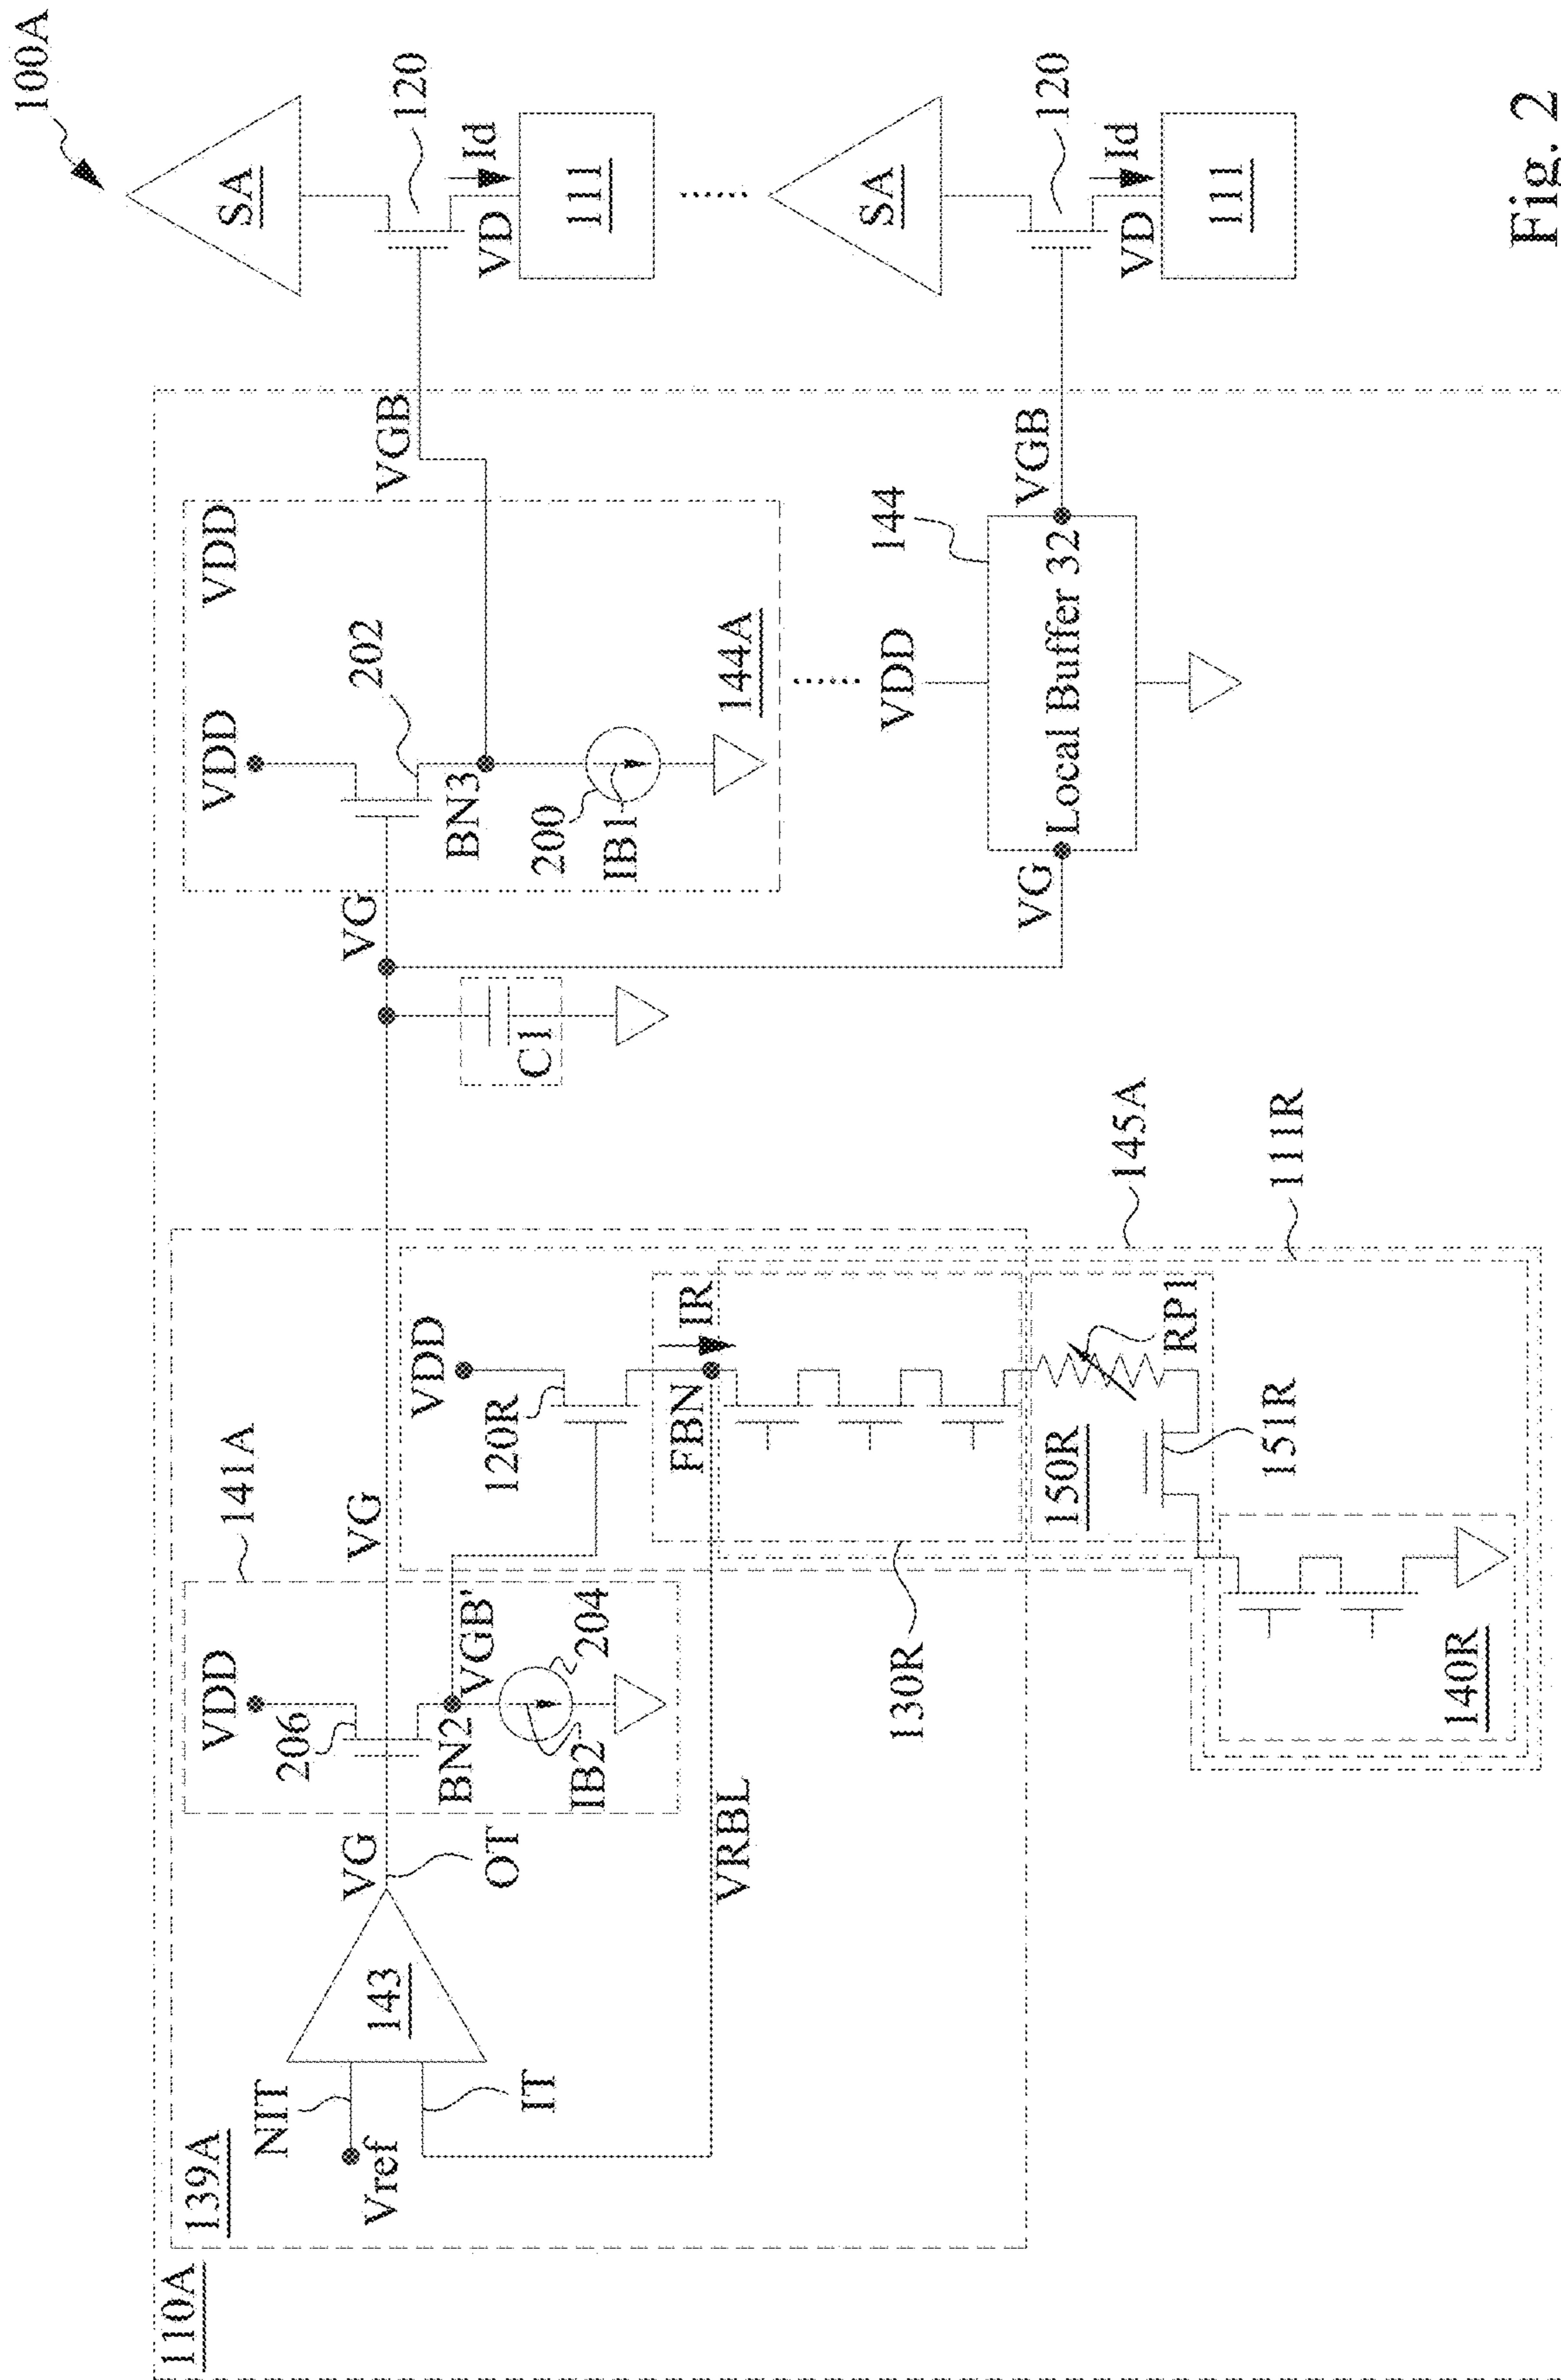 100A
110A
139A
NIT
Vref
IT
143
VG
OT
141A
VDD
206
BN2
VGB'
204
IB2
VRBL
VG
VDD
120R
FBN
IR
130R
150R
RP1
151R
140R
145A
111R
C1
VG
VDD
VDD
202
BN3
200
IB1
144A
VGB
VDD
144
VG
Local Buffer 32
VGB
SA
120
VD
Id
111
SA
120
VD
Id
111
Fig. 2